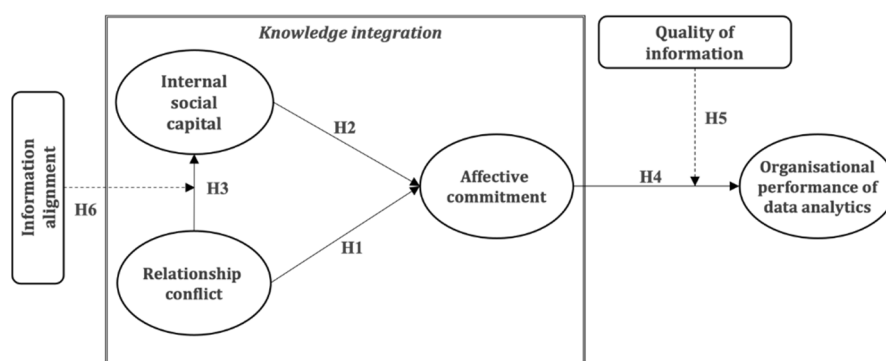 Knowledge integration
Quality of
information
Internal
social
capital
H2
H5
Information
alignment
H6
H3
Affective
commitment
H4
Organisational
performance of
data analytics
H1
Relationship
conflict